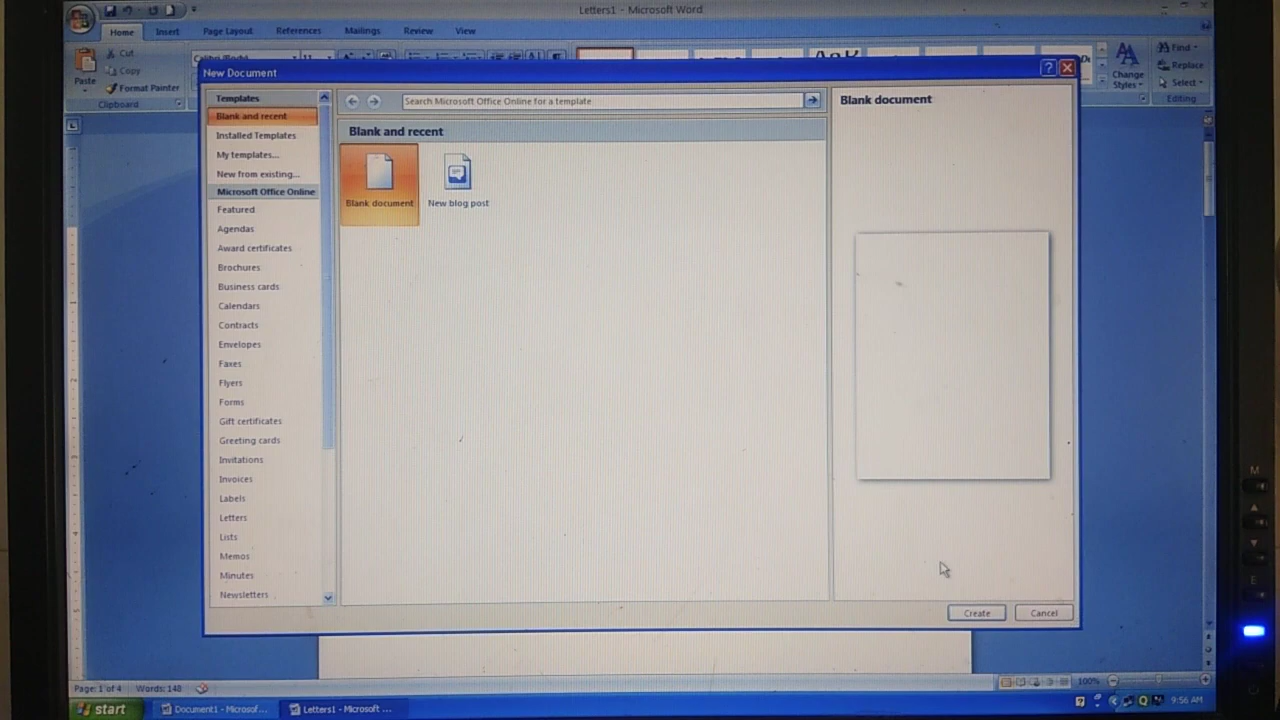 Letters1 - Microsoft Word
Home Insert Page Layout References Mailings Review View
Cut
Copy
Format Painter
Paste
Clipboard
Change
Styles
Find
Replace
Select
Editing
New Document
Templates
Blank and recent
Installed Templates
My templates...
New from existing...
Microsoft Office Online
Featured
Agendas
Award certificates
Brochures
Business cards
Calendars
Contracts
Envelopes
Faxes
Flyers
Forms
Gift certificates
Greeting cards
Invitations
Invoices
Labels
Letters
Lists
Memos
Minutes
Newsletters
Search Microsoft Office Online for a template
Blank and recent
Blank document
New blog post
Blank document
Create Cancel
Page: 1 of 4 Words: 148
100%
start
Document1 - Microsof...
Letters1 - Microsoft ...
9:56 AM
M
E